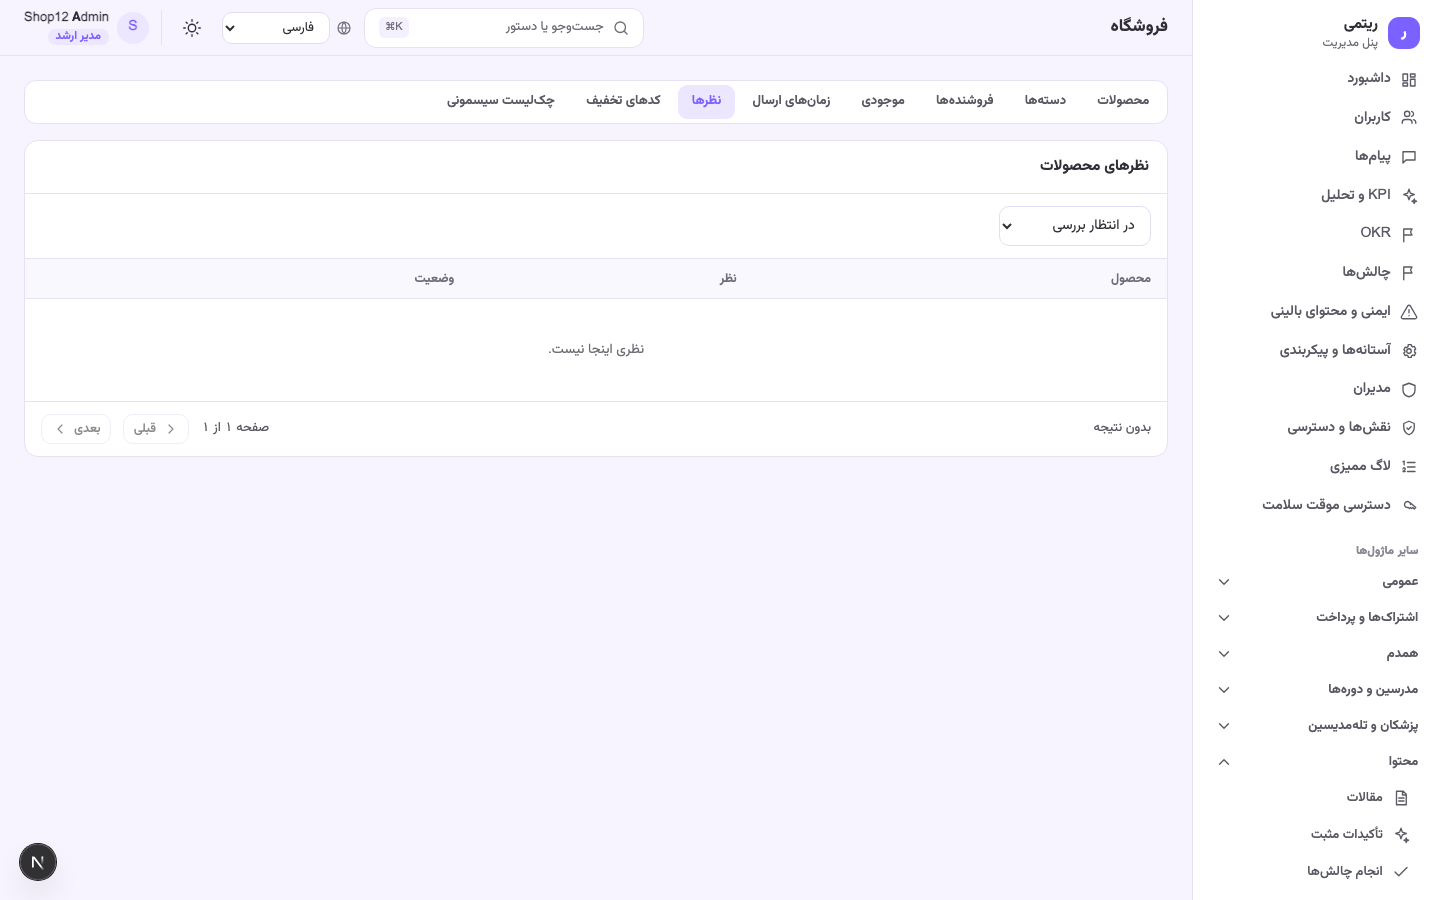 ر
ریتمی
پنل مدیریت
داشبورد
کاربران
پیام‌ها
KPI و تحلیل
OKR
چالش‌ها
ایمنی و محتوای بالینی
آستانه‌ها و پیکربندی
مدیران
نقش‌ها و دسترسی
لاگ ممیزی
دسترسی موقت سلامت
سایر ماژول‌ها
عمومی
اشتراک‌ها و پرداخت
همدم
مدرسین و دوره‌ها
پزشکان و تله‌مدیسین
محتوا
مقالات
تأکیدات مثبت
انجام چالش‌ها
فروشگاه
جست‌وجو یا دستور
⌘K
فارسی
S
Shop12 Admin
مدیر ارشد
محصولات
دسته‌ها
فروشنده‌ها
موجودی
زمان‌های ارسال
نظرها
کدهای تخفیف
چک‌لیست سیسمونی
نظرهای محصولات
در انتظار بررسی
محصول نظر وضعیت
نظری اینجا نیست.
بدون نتیجه
صفحه ۱ از ۱
قبلی
بعدی
N